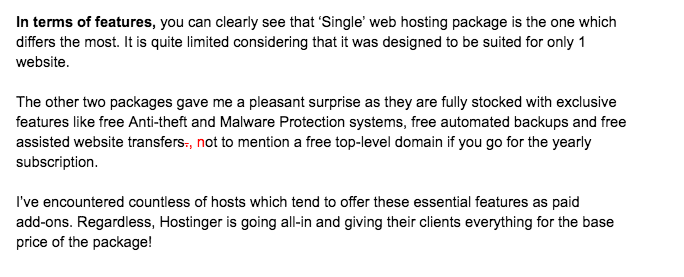 In terms of features, you can clearly see that ‘Single’ web hosting package is the one which
differs the most. It is quite limited considering that it was designed to be suited for only 1
website.
The other two packages gave me a pleasant surprise as they are fully stocked with exclusive
features like free Anti-theft and Malware Protection systems, free automated backups and free
assisted website transfers., not to mention a free top-level domain if you go for the yearly
subscription.
I’ve encountered countless of hosts which tend to offer these essential features as paid
add-ons. Regardless, Hostinger is going all-in and giving their clients everything for the base
price of the package!